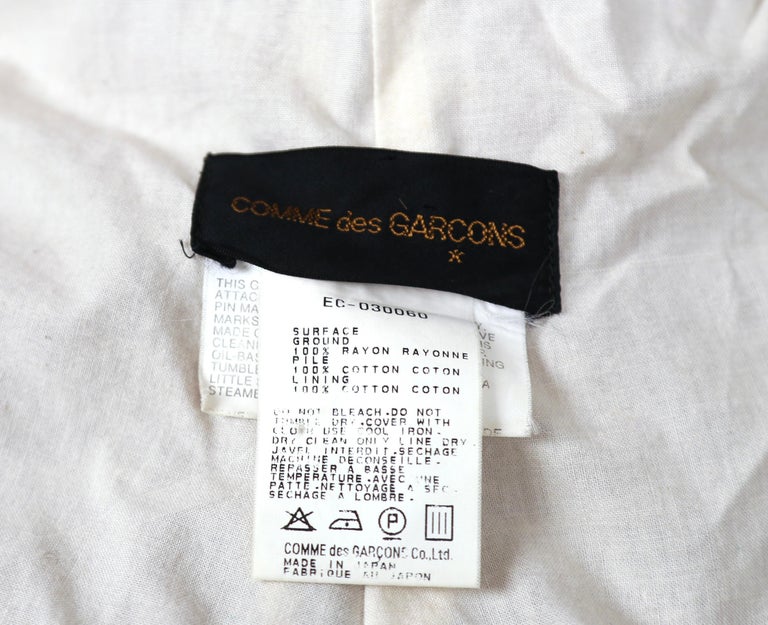 COMME des GARCONS
THIS
ATTAC
PIN MA
MARKS
MADE
CLEAN
OIL-BAS
TUMBLE
LITTLE
STEAME
EC-030060
SURFACE
GROUND
100% RAYON RAYONNE
PILE
100% COTTON COTON
LINING
100% COTTON COTON
DO NOT BLEACH.DO NOT
TUMBLE DRY.COVER WITH
CLOTH USE COOL IRON.
DRY CLEAN ONLY LINE DRY.
JAVEL INTERDIT.SECHAGE
MACHINE DECONSEILLE.
REPASSER A BASSE
TEMPERATURE.AVEC UNE
PATTE.NETTOYAGE A SEC.
SECHAGE A LOMBRE.
P
COMME des GARÇONS Co.,Ltd.
MADE IN JAPAN
FABRIQUE AU JAPON